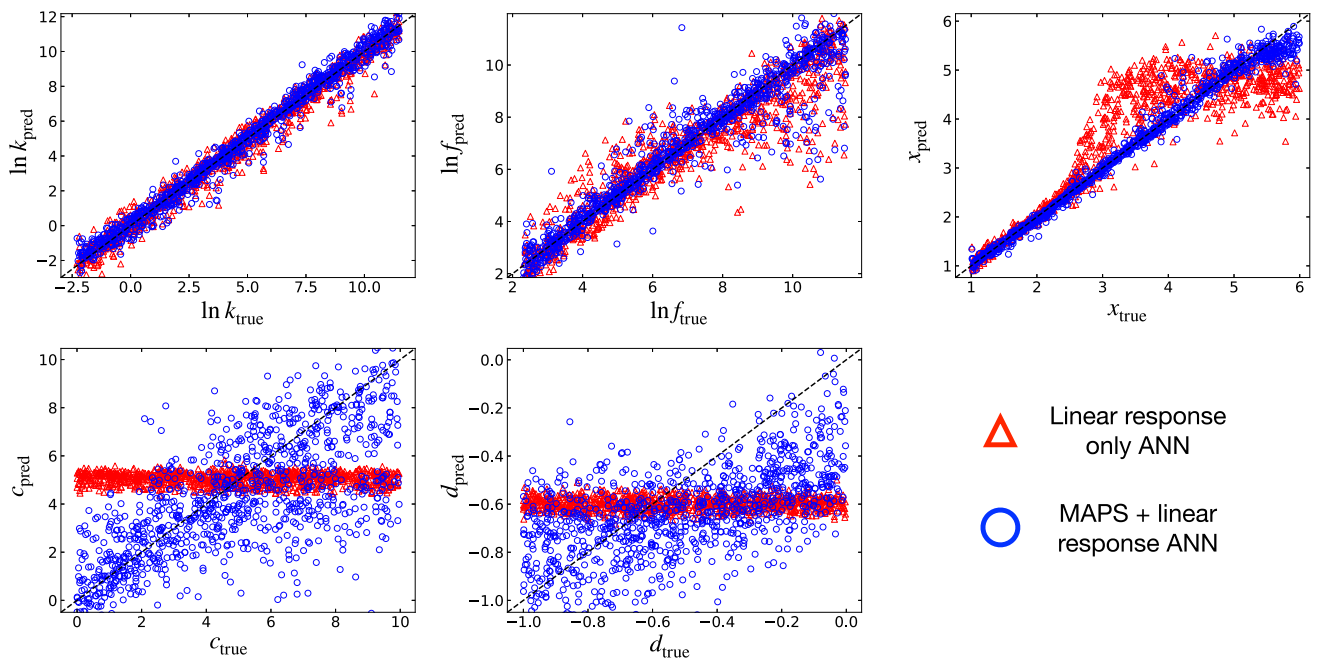 12
10
8
6
4
2
0
−2
ln k_pred
−2.5 0.0 2.5 5.0 7.5 10.0
ln k_true
10
8
6
4
2
ln f_pred
2 4 6 8 10
ln f_true
6
5
4
3
2
1
x_pred
1 2 3 4 5 6
x_true
10
8
6
4
2
0
c_pred
0 2 4 6 8 10
c_true
0.0
−0.2
−0.4
−0.6
−0.8
−1.0
d_pred
−1.0 −0.8 −0.6 −0.4 −0.2 0.0
d_true
Linear response
only ANN
MAPS + linear
response ANN